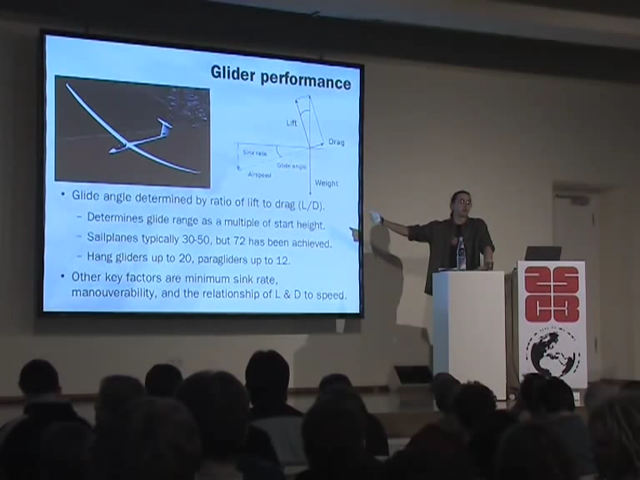 Glider performance
Lift
Drag
Sink rate
Glide angle
Airspeed
Weight
• Glide angle determined by ratio of lift to drag (L/D).
– Determines glide range as a multiple of start height.
– Sailplanes typically 30-50, but 72 has been achieved.
– Hang gliders up to 20, paragliders up to 12.
• Other key factors are minimum sink rate,
manouverability, and the relationship of L & D to speed.
25
C3